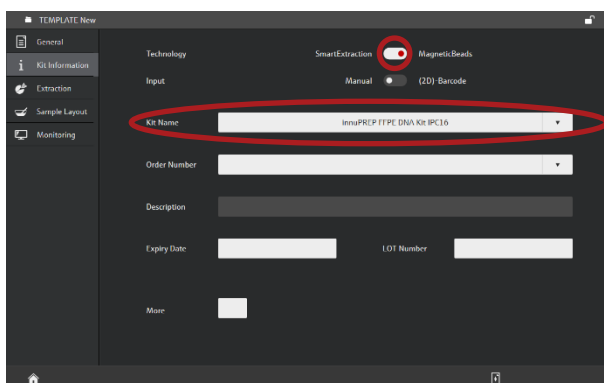 TEMPLATE New
General
Kit Information
Extraction
Sample Layout
Monitoring
Technology SmartExtraction MagneticBeads
Input Manual (2D)-Barcode
Kit Name innuPREP FFPE DNA Kit IPC16
Order Number
Description
Expiry Date LOT Number
More